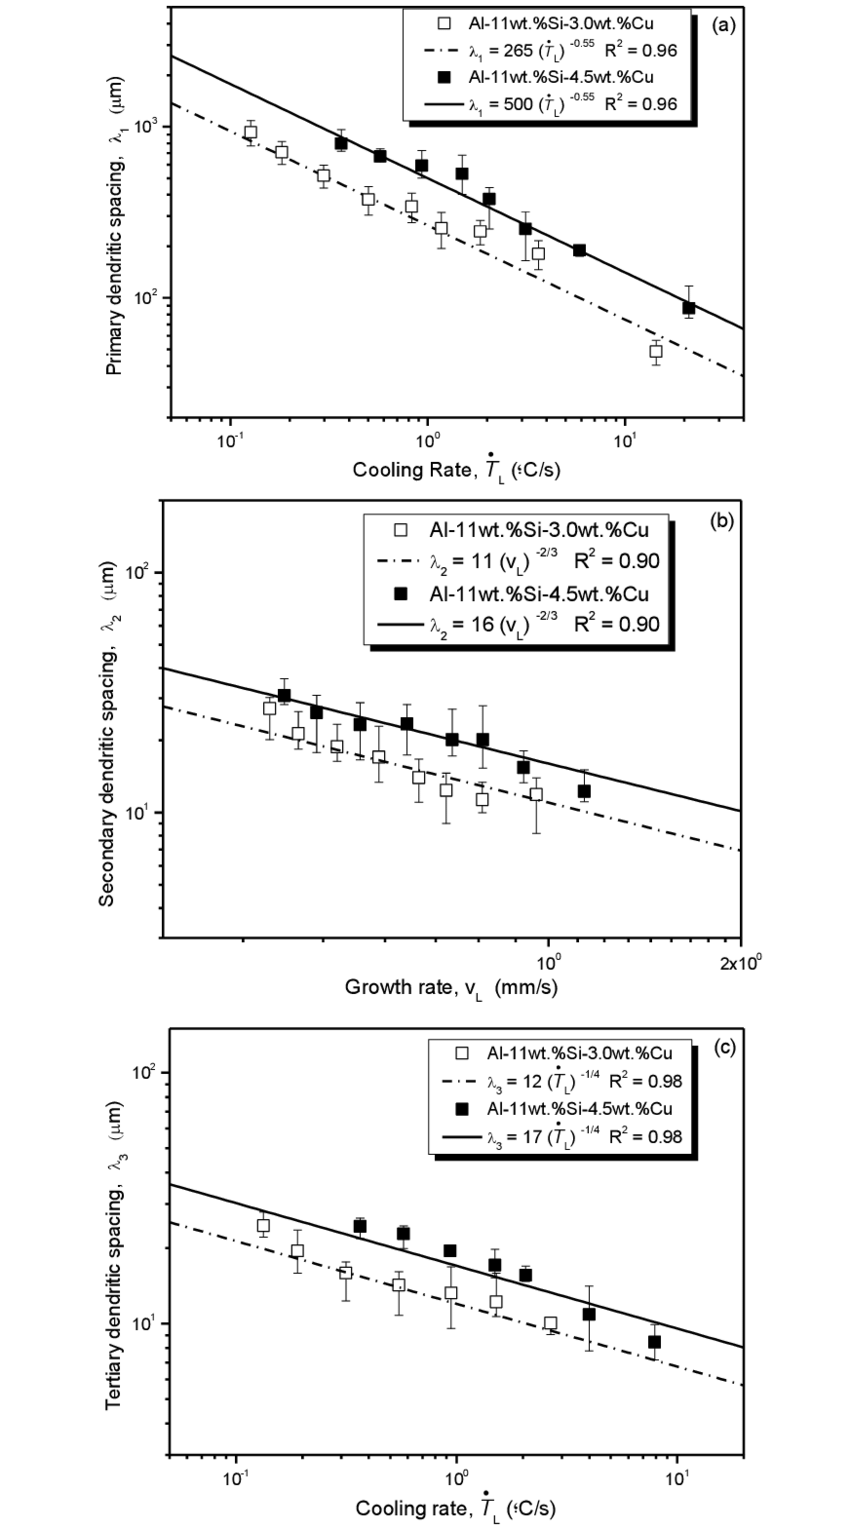 (a)
Al-11wt.%Si-3.0wt.%Cu
λ₁ = 265 (Ṫ_L)^-0.55 R² = 0.96
Al-11wt.%Si-4.5wt.%Cu
λ₁ = 500 (Ṫ_L)^-0.55 R² = 0.96
Primary dendritic spacing, λ₁ (μm)
10³
10²
10⁻¹
10⁰
10¹
Cooling Rate, Ṫ_L (°C/s)
(b)
Al-11wt.%Si-3.0wt.%Cu
λ₂ = 11 (v_L)^-2/3 R² = 0.90
Al-11wt.%Si-4.5wt.%Cu
λ₂ = 16 (v_L)^-2/3 R² = 0.90
Secondary dendritic spacing, λ₂ (μm)
10²
10¹
10⁰
2x10⁰
Growth rate, v_L (mm/s)
(c)
Al-11wt.%Si-3.0wt.%Cu
λ₃ = 12 (Ṫ_L)^-1/4 R² = 0.98
Al-11wt.%Si-4.5wt.%Cu
λ₃ = 17 (Ṫ_L)^-1/4 R² = 0.98
Tertiary dendritic spacing, λ₃ (μm)
10²
10¹
10⁻¹
10⁰
10¹
Cooling rate, Ṫ_L (°C/s)